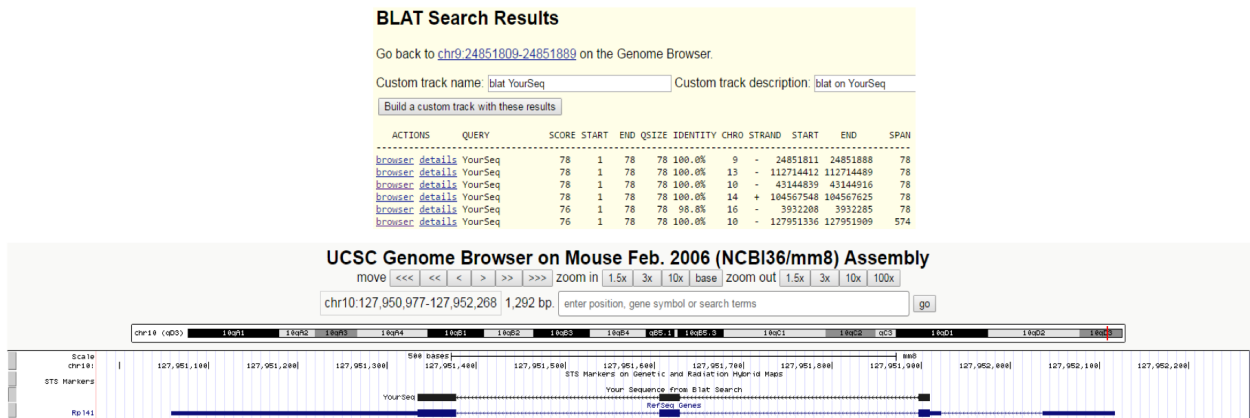 BLAT Search Results
Go back to chr9:24851809-24851889 on the Genome Browser.
Custom track name: blat YourSeq Custom track description: blat on YourSeq
Build a custom track with these results
ACTIONS QUERY SCORE START END QSIZE IDENTITY CHRO STRAND START END SPAN
browser details YourSeq 78 1 78 78 100.0% 9 - 24851811 24851888 78
browser details YourSeq 78 1 78 78 100.0% 13 - 112714412 112714489 78
browser details YourSeq 78 1 78 78 100.0% 10 - 43144839 43144916 78
browser details YourSeq 78 1 78 78 100.0% 14 + 104567548 104567625 78
browser details YourSeq 76 1 78 78 98.8% 16 - 3932208 3932285 78
browser details YourSeq 76 1 78 78 100.0% 10 - 127951336 127951909 574
UCSC Genome Browser on Mouse Feb. 2006 (NCBI36/mm8) Assembly
move <<< << < > >> >>> zoom in 1.5x 3x 10x base zoom out 1.5x 3x 10x 100x
chr10:127,950,977-127,952,268 1,292 bp. enter position, gene symbol or search terms go
chr10 (qD3) 10qA1 10qA2 10qA3 10qA4 10qB1 10qB2 10qB3 10qB4 qB5.1 10qB5.3 10qC1 10qC2 qC3 10qD1 10qD2 10qD3
Scale 500 bases mm8
chr10: 127,951,100 127,951,200 127,951,300 127,951,400 127,951,500 127,951,600 127,951,700 127,951,800 127,951,900 127,952,000 127,952,100 127,952,200
STS Markers on Genetic and Radiation Hybrid Maps
STS Markers
Your Sequence from Blat Search
YourSeq
RefSeq Genes
Rpl41